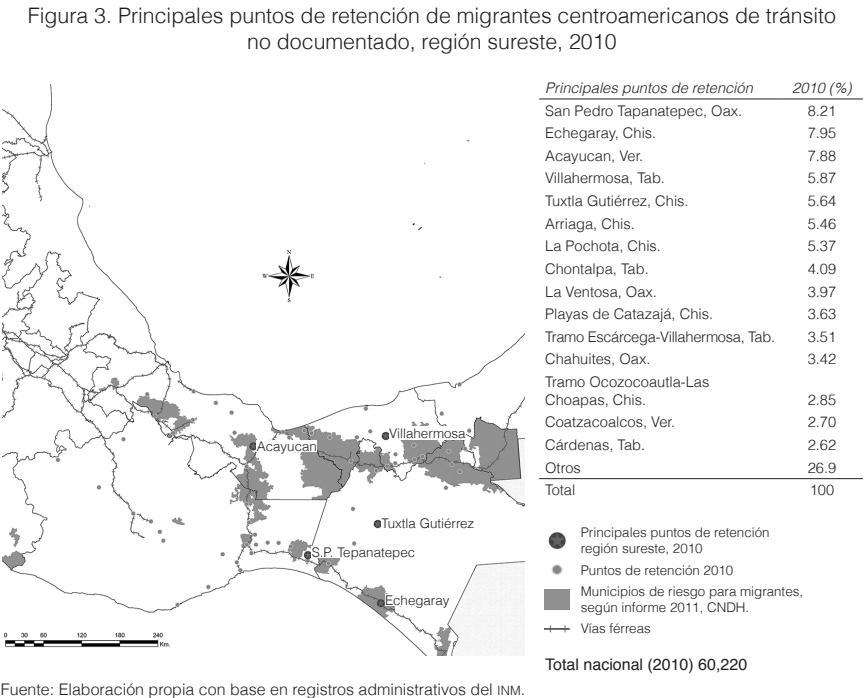 Figura 3. Principales puntos de retención de migrantes centroamericanos de tránsito
no documentado, región sureste, 2010
Principales puntos de retención 2010 (%)
San Pedro Tapanatepec, Oax. 8.21
Echegaray, Chis. 7.95
Acayucan, Ver. 7.88
Villahermosa, Tab. 5.87
Tuxtla Gutiérrez, Chis. 5.64
Arriaga, Chis. 5.46
La Pochota, Chis. 5.37
Chontalpa, Tab. 4.09
La Ventosa, Oax. 3.97
Playas de Catazajá, Chis. 3.63
Tramo Escárcega-Villahermosa, Tab. 3.51
Chahuites, Oax. 3.42
Tramo Ocozocoautla-Las
Choapas, Chis. 2.85
Coatzacoalcos, Ver. 2.70
Cárdenas, Tab. 2.62
Otros 26.9
Total 100
N
W E
S
Villahermosa
Acayucan
Tuxtla Gutiérrez
S.P. Tepanatepec
Echegaray
0 30 60 120 180 240
Km.
Principales puntos de retención
región sureste, 2010
Puntos de retención 2010
Municipios de riesgo para migrantes,
según informe 2011, CNDH.
Vías férreas
Total nacional (2010) 60,220
Fuente: Elaboración propia con base en registros administrativos del INM.